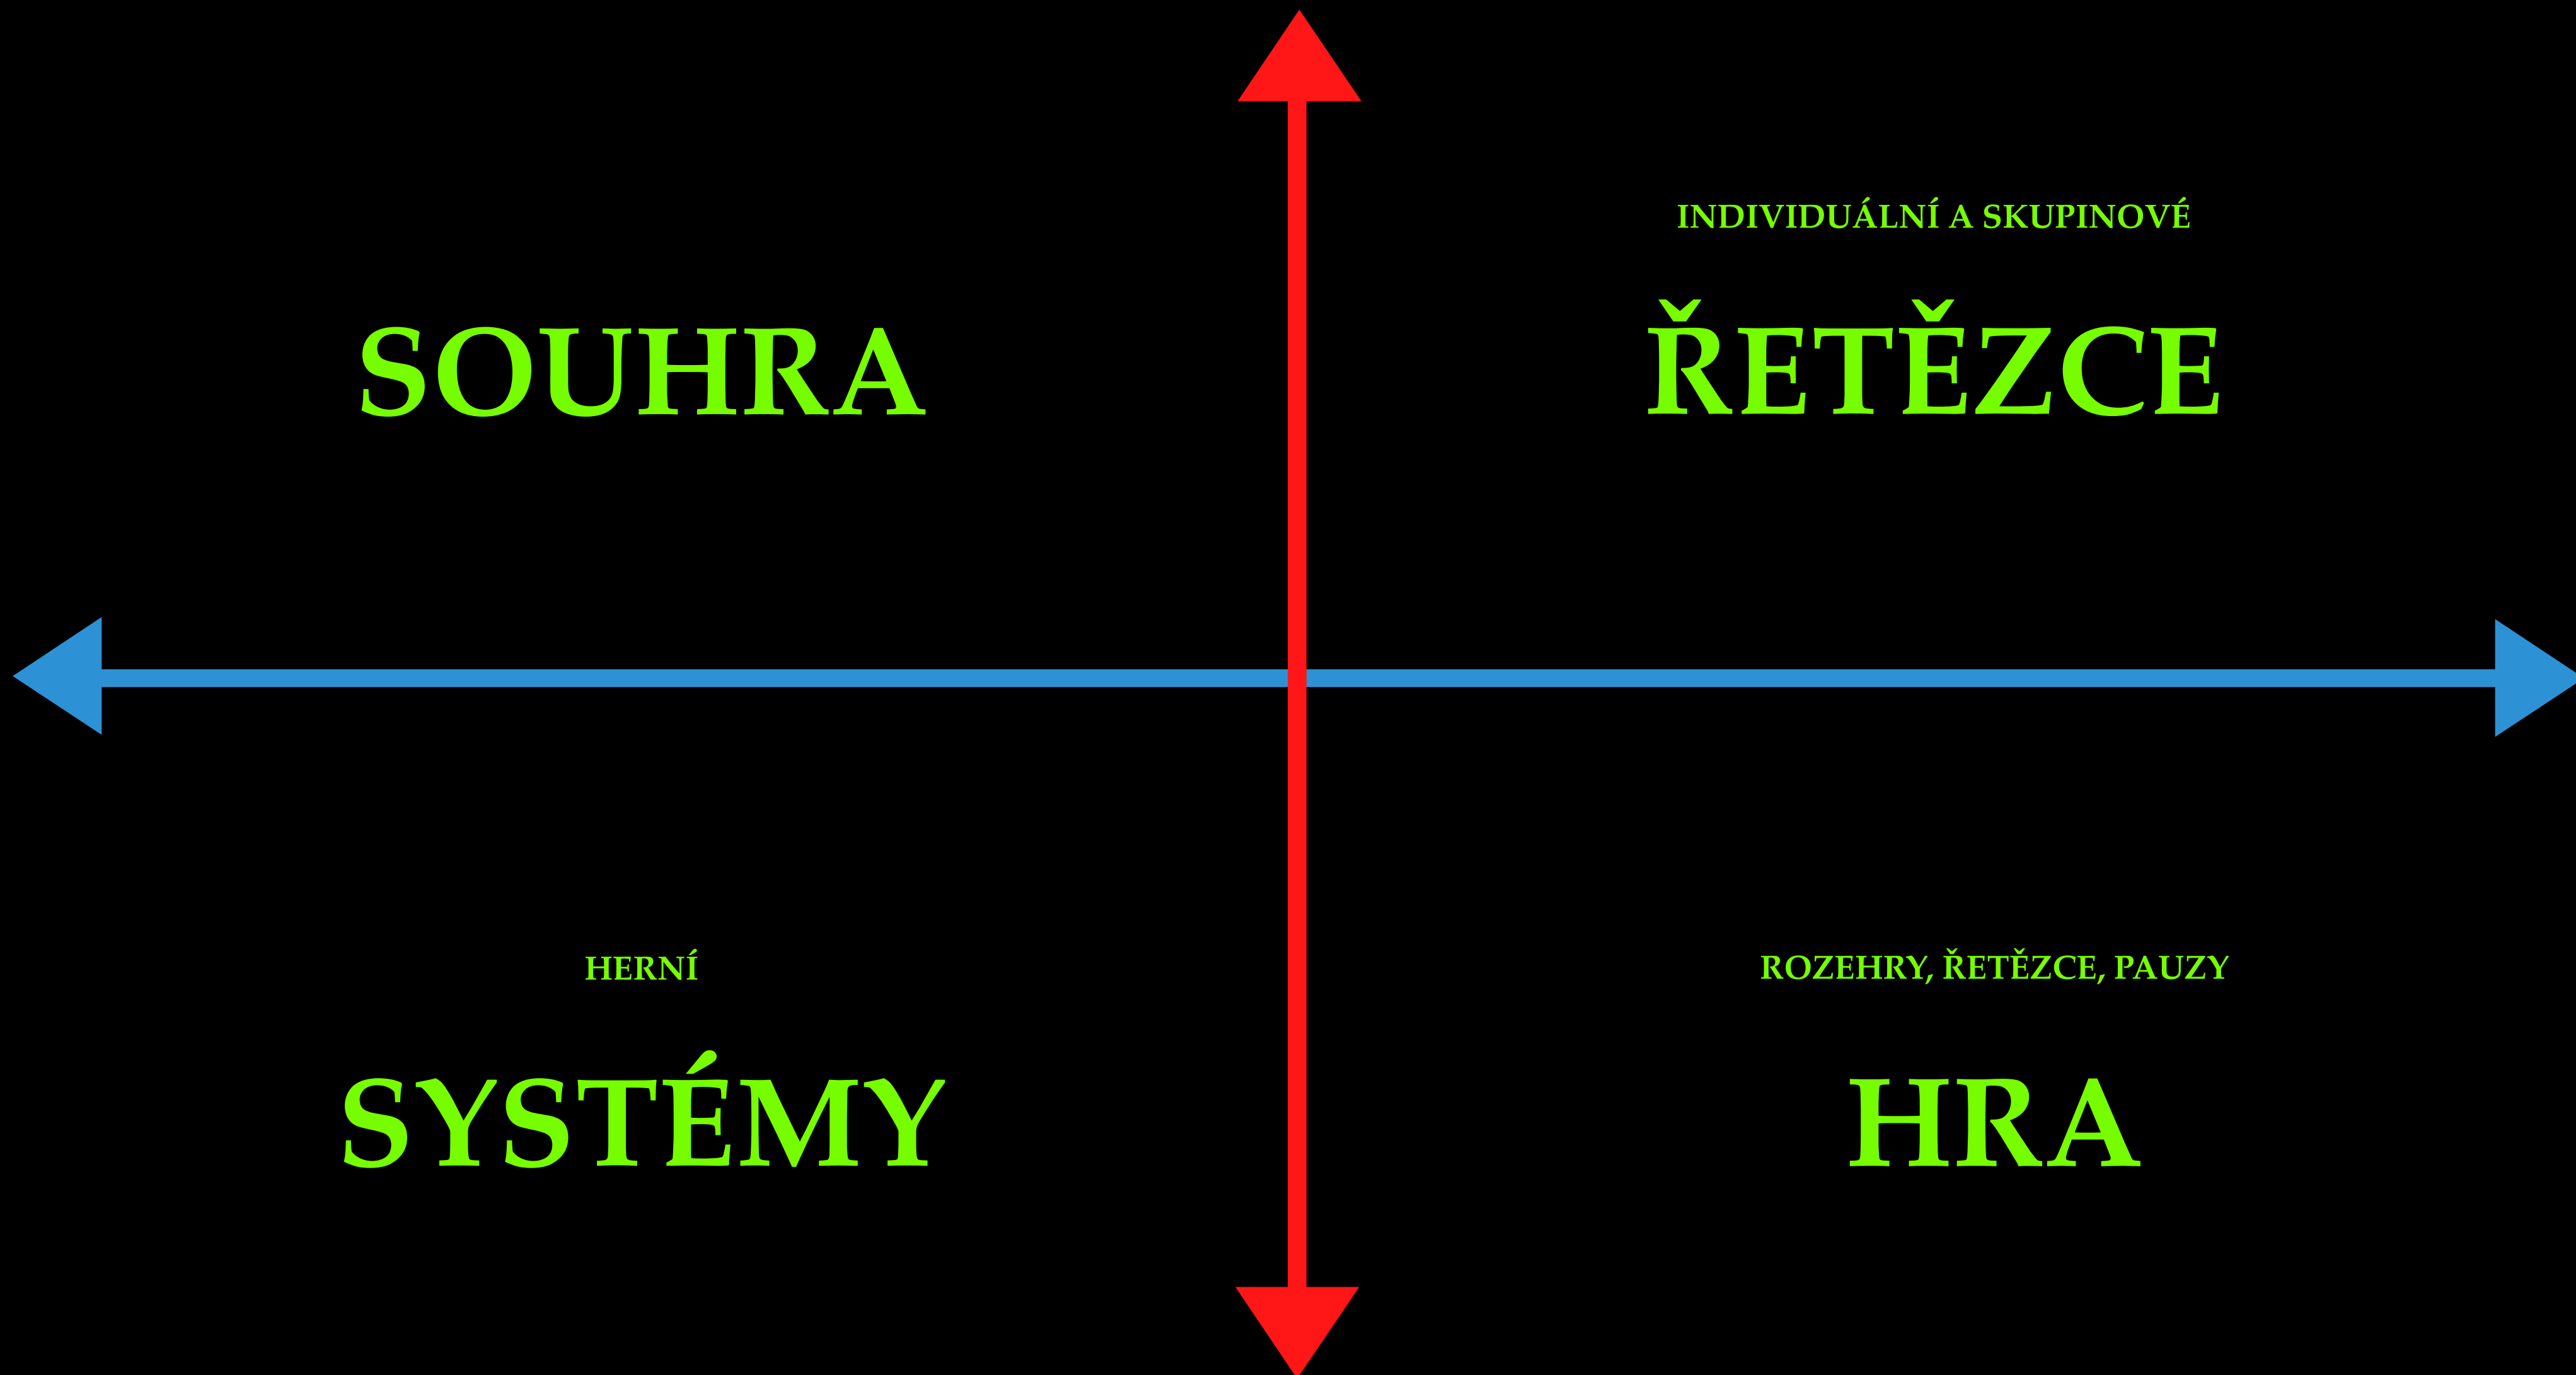 SOUHRA
INDIVIDUÁLNÍ A SKUPINOVÉ
ŘETĚZCE
HERNÍ
SYSTÉMY
ROZEHRY, ŘETĚZCE, PAUZY
HRA